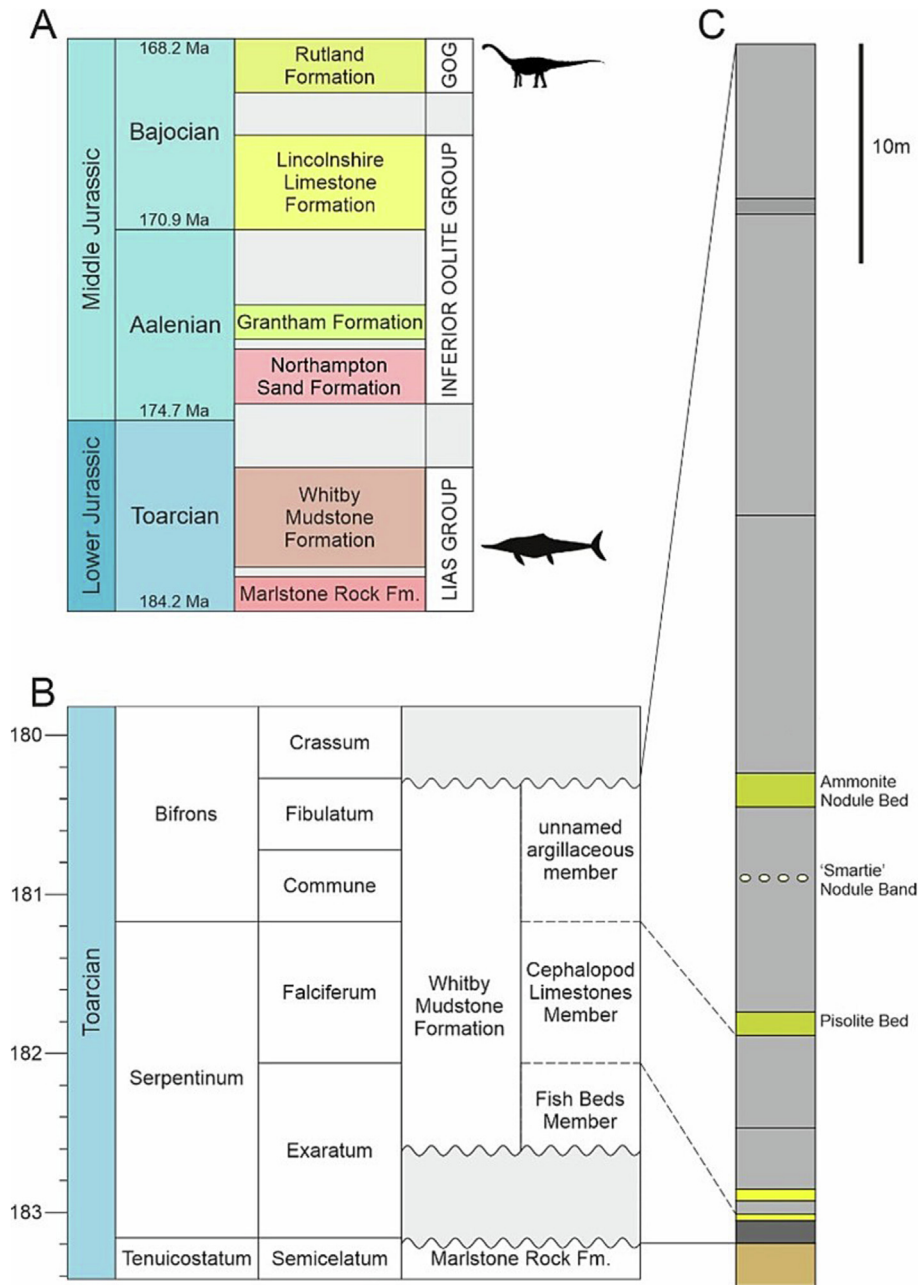 A
168.2 Ma
Rutland
Formation
GOG
Bajocian
Middle Jurassic
Lincolnshire
Limestone
Formation
170.9 Ma
INFERIOR OOLITE GROUP
Aalenian
Grantham Formation
Northampton
Sand Formation
174.7 Ma
Lower Jurassic
Toarcian
Whitby
Mudstone
Formation
LIAS GROUP
184.2 Ma
Marlstone Rock Fm.
B
180
181
182
183
Toarcian
Bifrons
Serpentinum
Tenuicostatum
Crassum
Fibulatum
Commune
Falciferum
Exaratum
Semicelatum
Whitby
Mudstone
Formation
unnamed
argillaceous
member
Cephalopod
Limestones
Member
Fish Beds
Member
Marlstone Rock Fm.
C
10m
Ammonite
Nodule Bed
'Smartie'
Nodule Band
Pisolite Bed